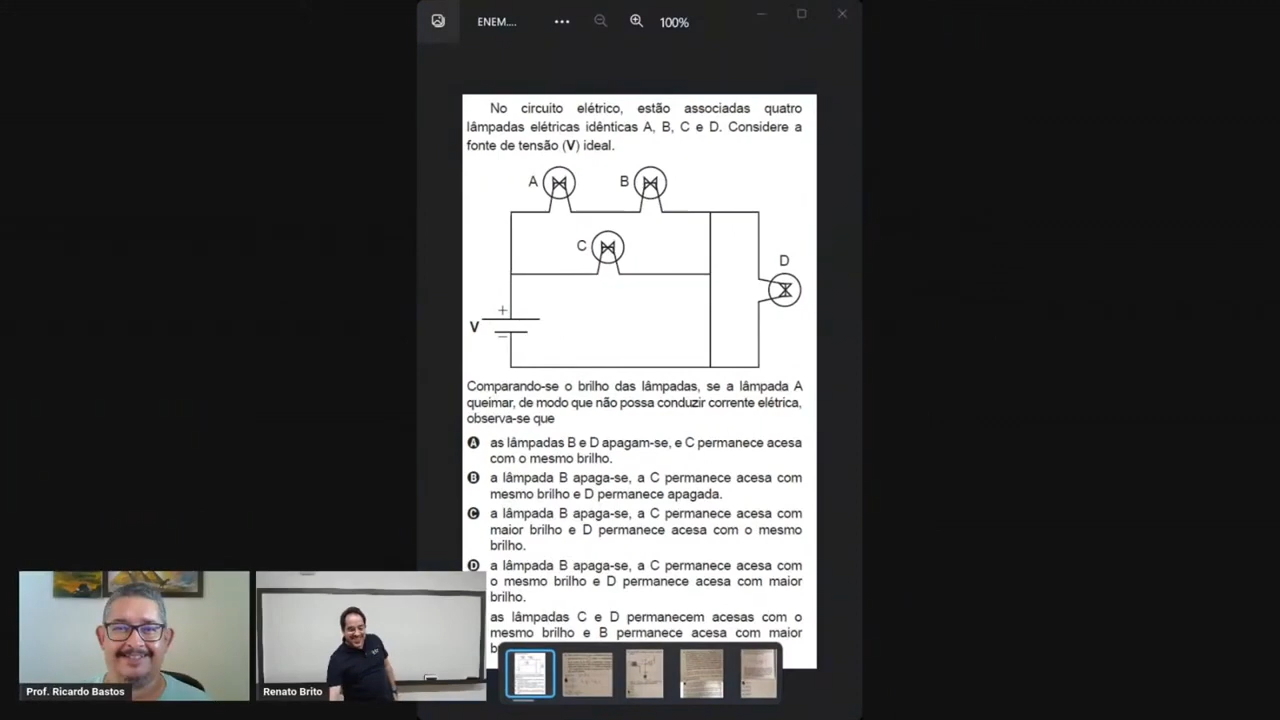 ENEM....
100%
No circuito elétrico, estão associadas quatro
lâmpadas elétricas idênticas A, B, C e D. Considere a
fonte de tensão (V) ideal.
A
B
C
D
+
V
–
Comparando-se o brilho das lâmpadas, se a lâmpada A
queimar, de modo que não possa conduzir corrente elétrica,
observa-se que
A as lâmpadas B e D apagam-se, e C permanece acesa
com o mesmo brilho.
B a lâmpada B apaga-se, a C permanece acesa com
mesmo brilho e D permanece apagada.
C a lâmpada B apaga-se, a C permanece acesa com
maior brilho e D permanece acesa com o mesmo
brilho.
D a lâmpada B apaga-se, a C permanece acesa com
o mesmo brilho e D permanece acesa com maior
brilho.
as lâmpadas C e D permanecem acesas com o
mesmo brilho e B permanece acesa com maior
Prof. Ricardo Bastos
Renato Brito